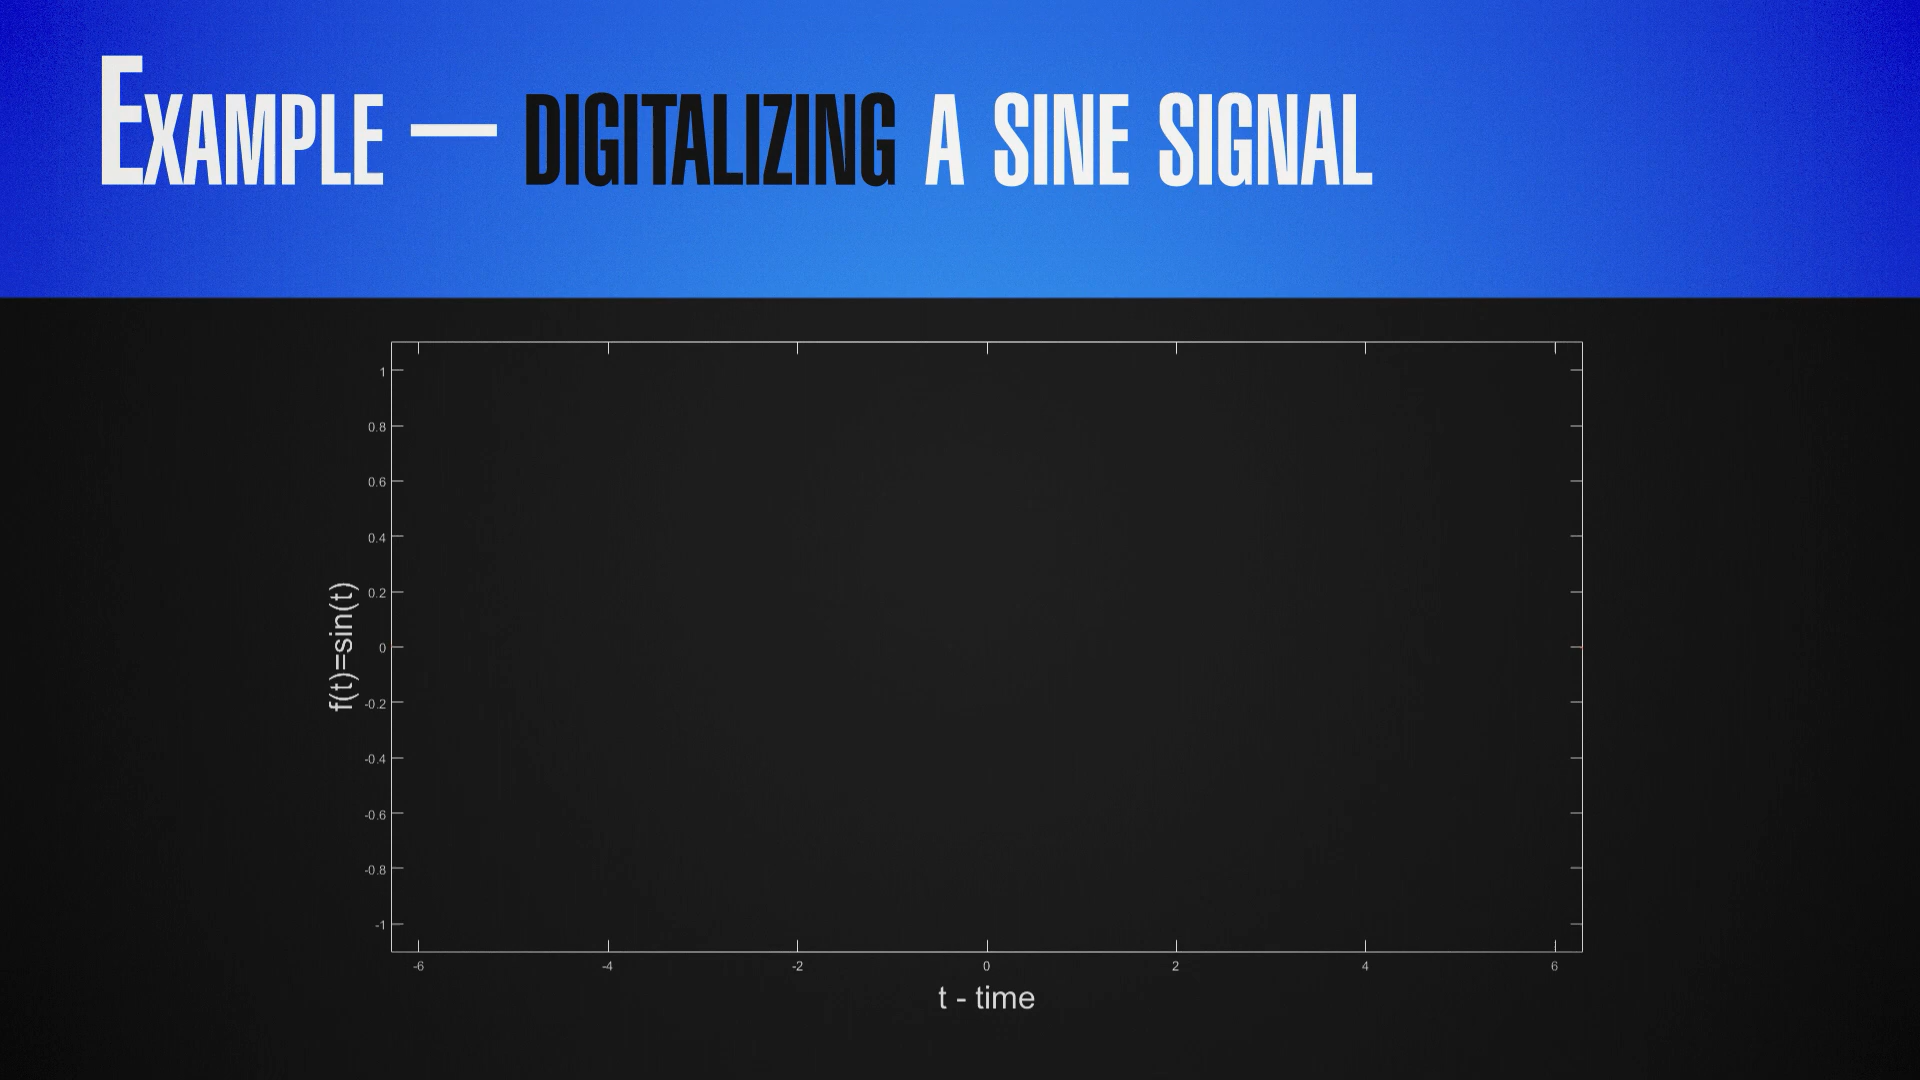 Example — digitalizing a sine signal
1
0.8
0.6
0.4
0.2
0
-0.2
-0.4
-0.6
-0.8
-1
f(t)=sin(t)
-6 -4 -2 0 2 4 6
t - time